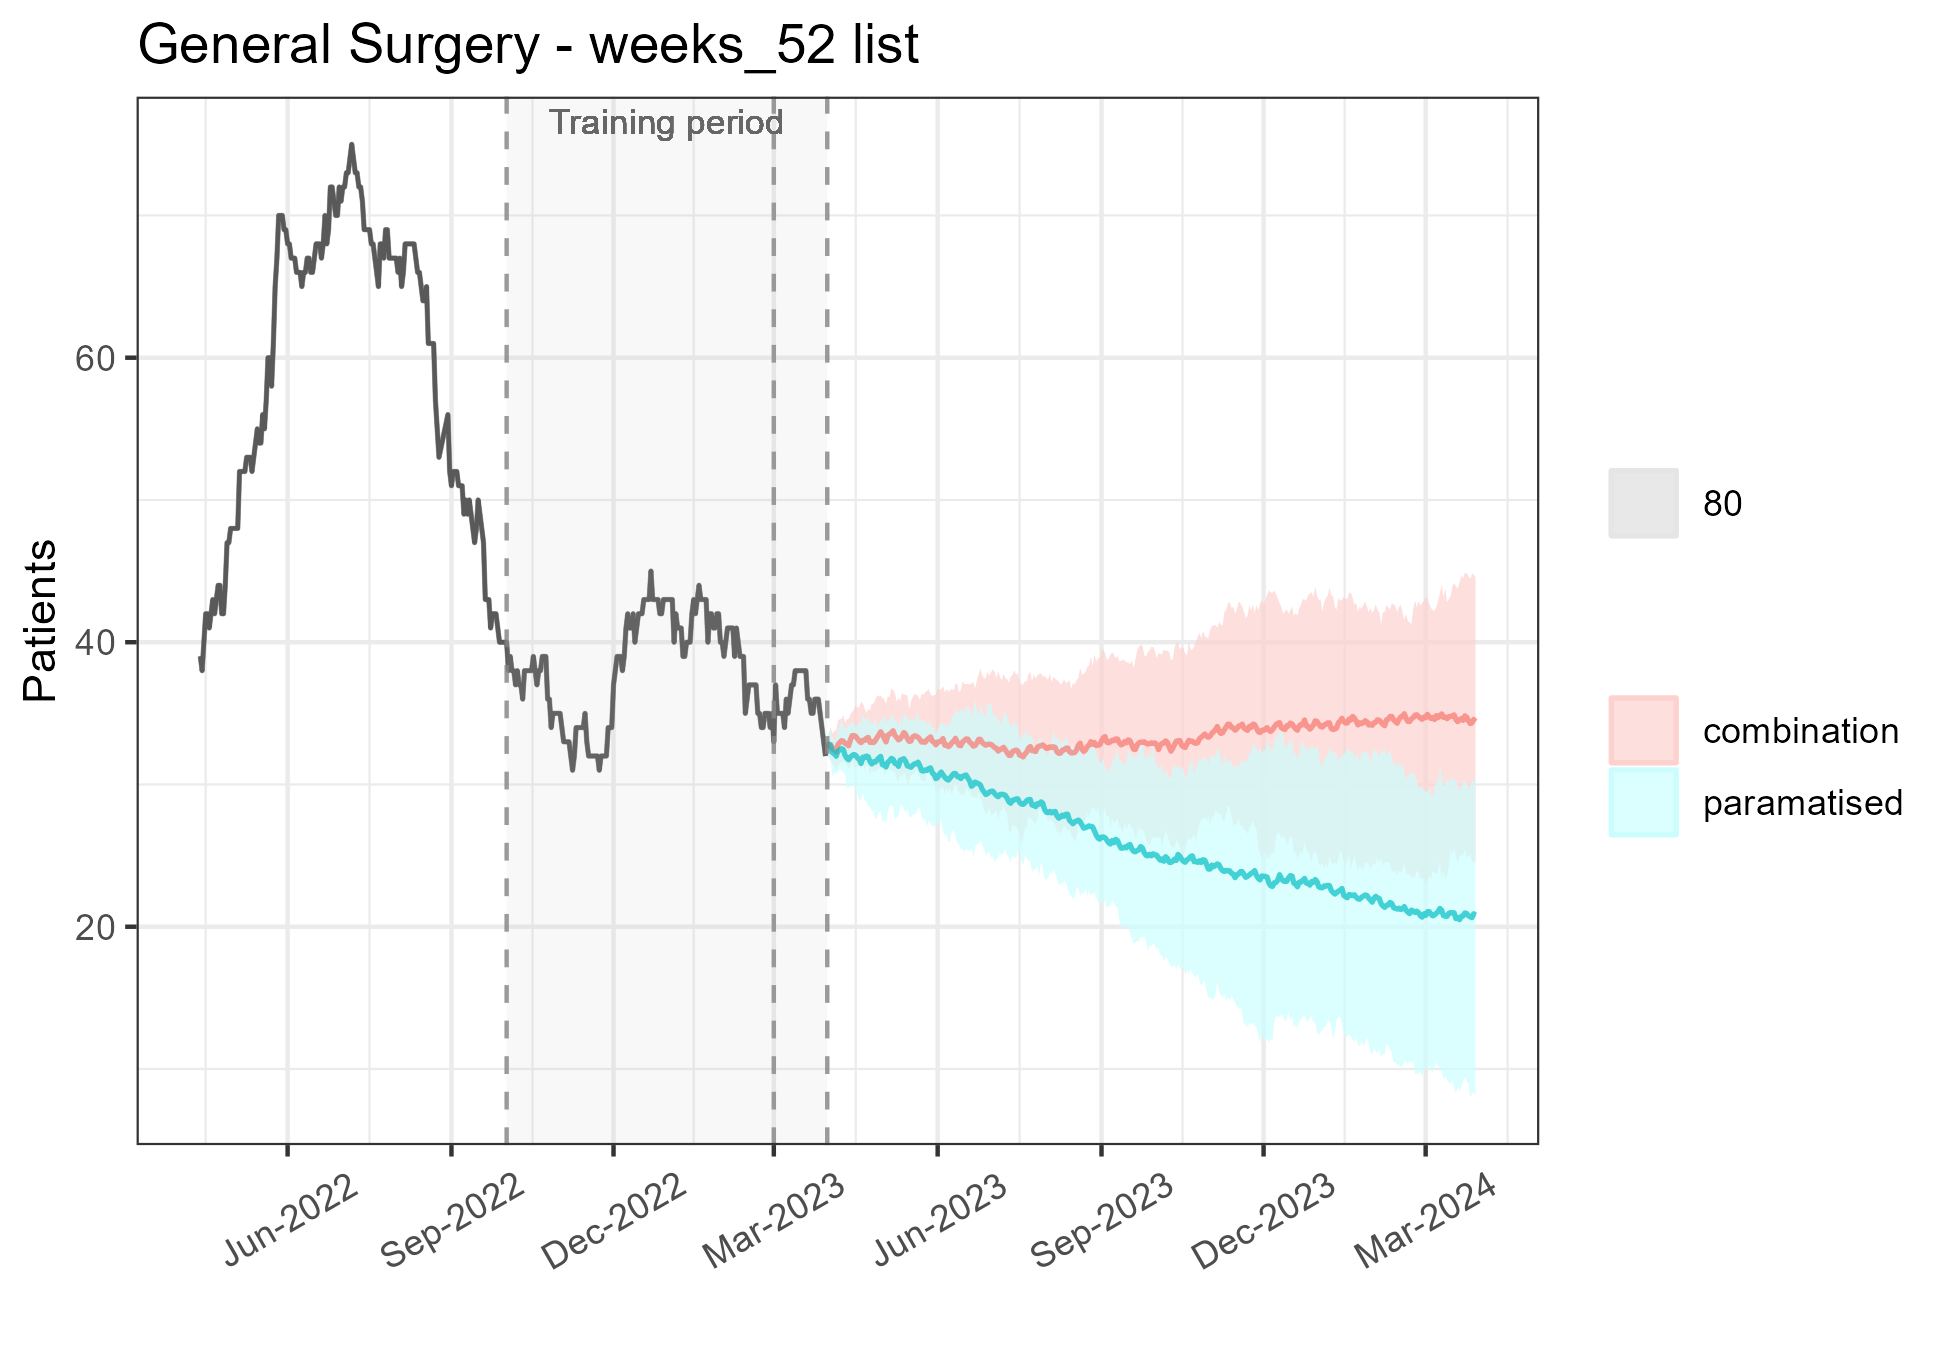 General Surgery - weeks_52 list
Training period
Patients
60
40
20
80
combination
paramatised
Jun-2022
Sep-2022
Dec-2022
Mar-2023
Jun-2023
Sep-2023
Dec-2023
Mar-2024